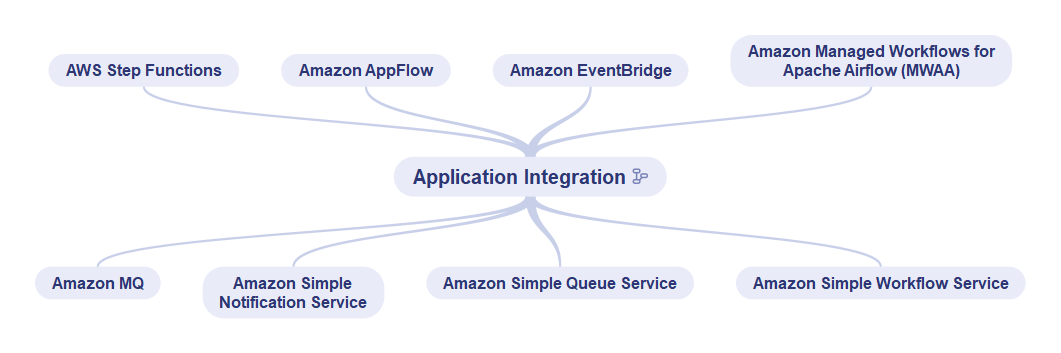 AWS Step Functions
Amazon AppFlow
Amazon EventBridge
Amazon Managed Workflows for
Apache Airflow (MWAA)
Application Integration
Amazon MQ
Amazon Simple
Notification Service
Amazon Simple Queue Service
Amazon Simple Workflow Service